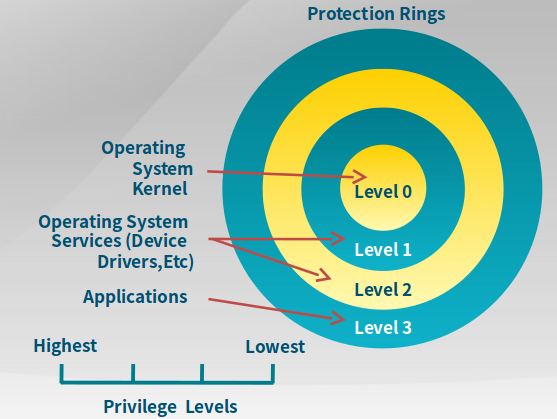 Protection Rings
Operating
System
Kernel
Level 0
Operating System
Services (Device
Drivers,Etc)
Level 1
Level 2
Applications
Level 3
Highest
Lowest
Privilege Levels